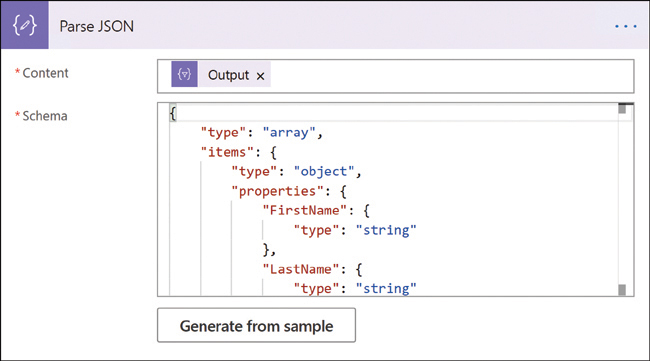 Parse JSON
* Content
Output ×
* Schema
{
"type": "array",
"items": {
"type": "object",
"properties": {
"FirstName": {
"type": "string"
},
"LastName": {
"type": "string"
Generate from sample